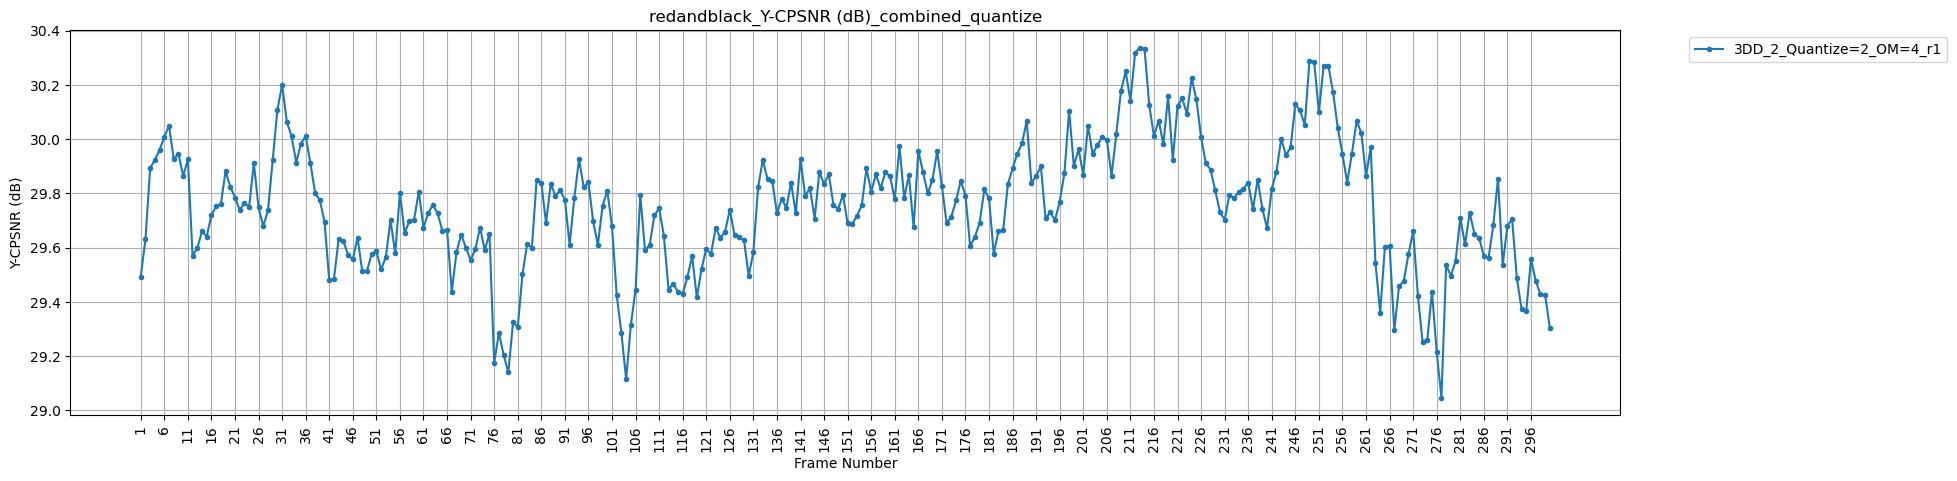 redandblack_Y-CPSNR (dB)_combined_quantize
3DD_2_Quantize=2_OM=4_r1
Y-CPSNR (dB)
30.4
30.2
30.0
29.8
29.6
29.4
29.2
29.0
1 6 11 16 21 26 31 36 41 46 51 56 61 66 71 76 81 86 91 96 101 106 111 116 121 126 131 136 141 146 151 156 161 166 171 176 181 186 191 196 201 206 211 216 221 226 231 236 241 246 251 256 261 266 271 276 281 286 291 296
Frame Number